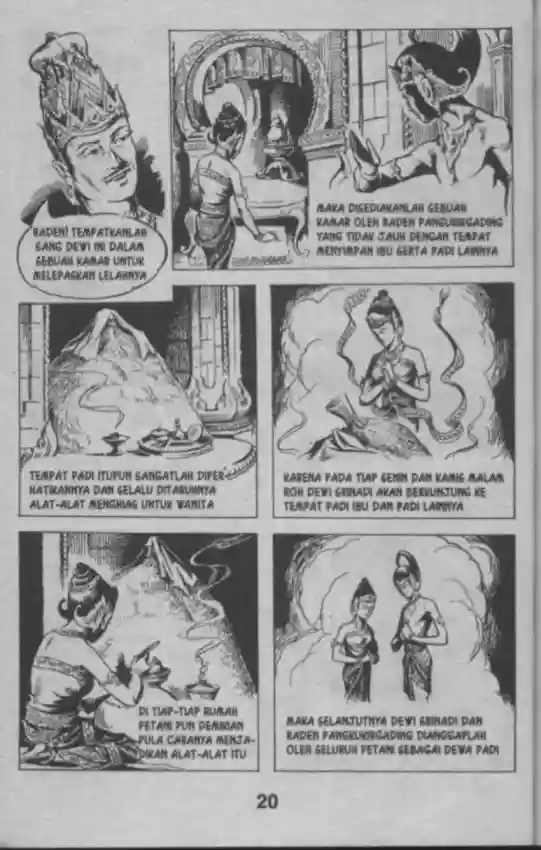 RADEN! TEMPATKANLAH
SANG DEWI INI DALAM
SEBUAH KAMAR UNTUK
MELEPASKAN LELAHNYA
MAKA DISEDIAKANLAH SEBUAH
KAMAR OLEH RADEN PANGUKIRGADING
YANG TIDAK JAUH DENGAN TEMPAT
MENYIMPAN IBU SERTA PADI LAINNYA
TEMPAT PADI ITUPUN SANGATLAH DIPER-
HATIKANNYA DAN SELALU DITARUHNYA
ALAT-ALAT MENGHIAS UNTUK WANITA
KARENA PADA TIAP SENIN DAN KAMIS MALAM
ROH DEWI SRINADI AKAN BERKUNJUNG KE
TEMPAT PADI IBU DAN PADI LAINNYA
DI TIAP-TIAP RUMAH
PETANI PUN DEMIKIAN
PULA CARANYA MENJA-
DIKAN ALAT-ALAT ITU
MAKA SELANJUTNYA DEWI SRINADI DAN
RADEN PANGKUKIRGADING DIANGGAPLAH
OLEH SELURUH PETANI SEBAGAI DEWA PADI
20